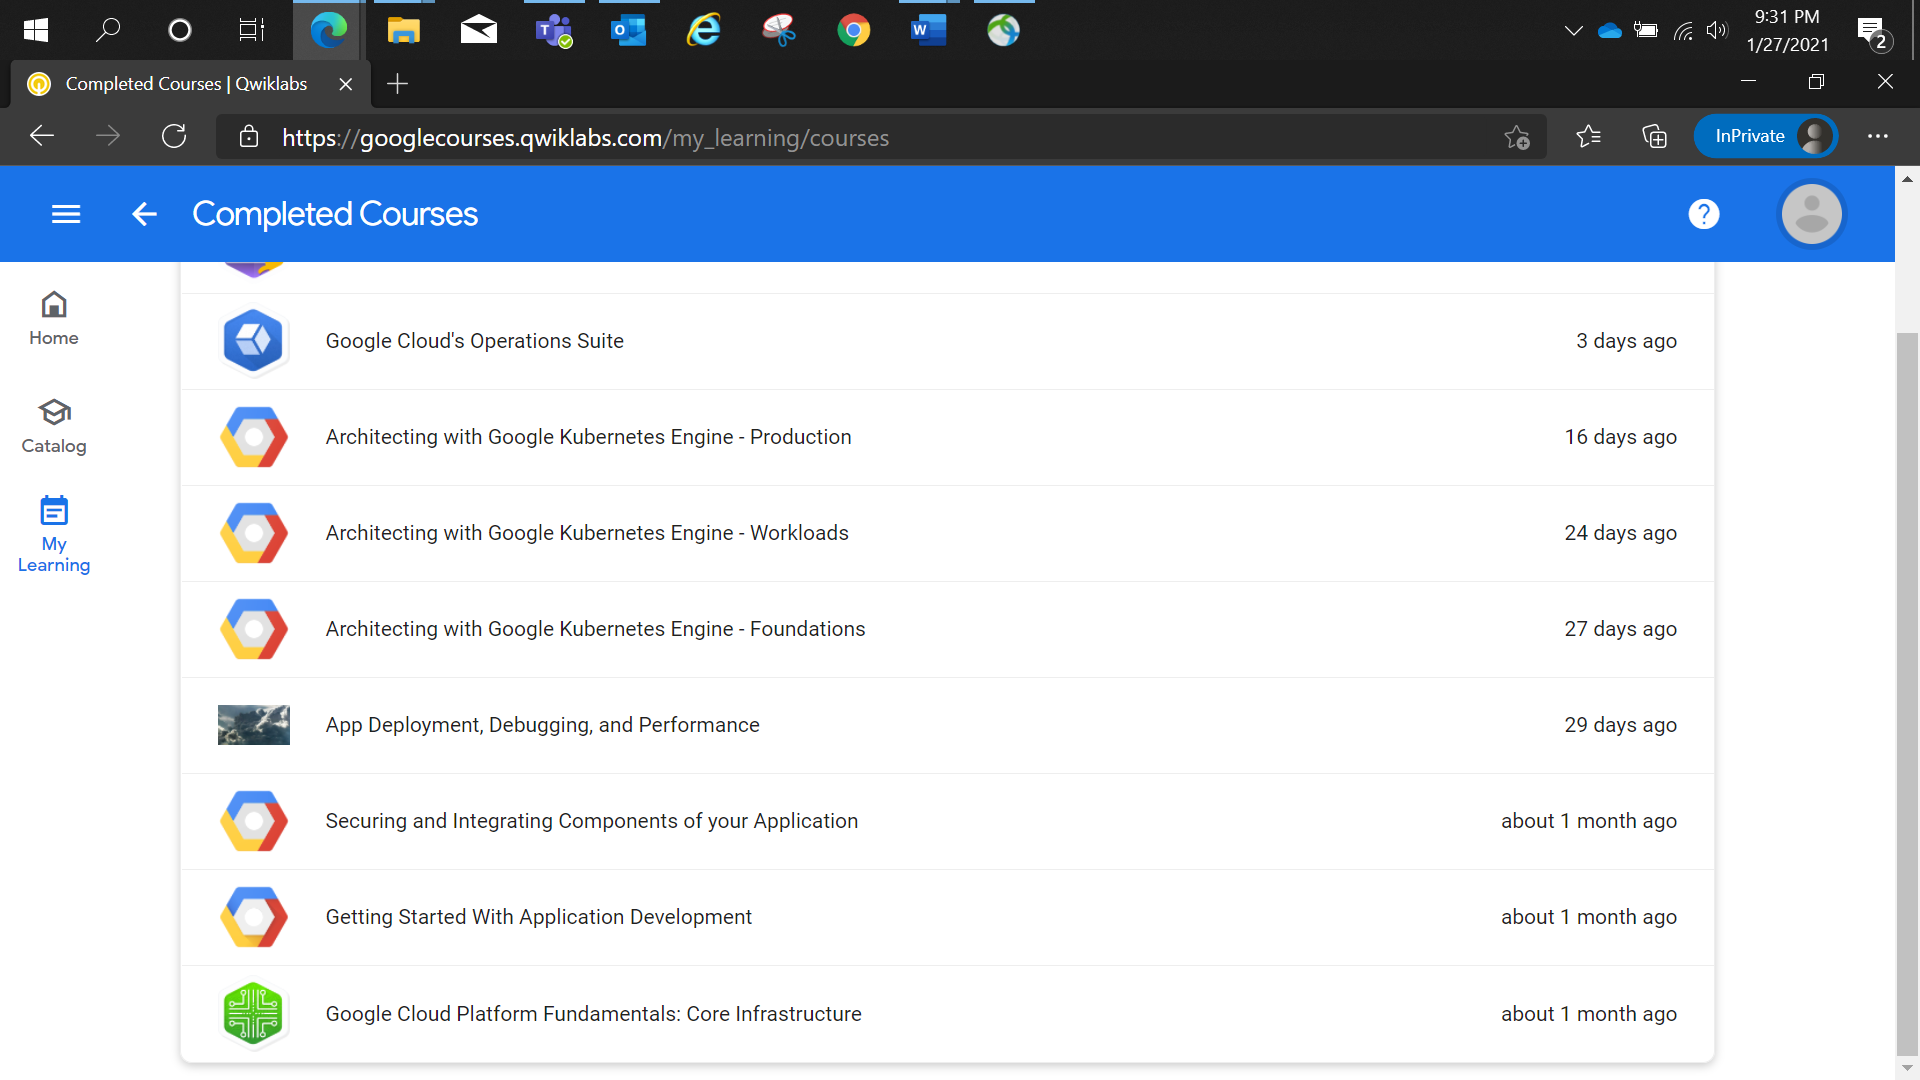 9:31 PM
1/27/2021
2
Completed Courses | Qwiklabs
https://googlecourses.qwiklabs.com/my_learning/courses
InPrivate
Completed Courses
?
Home
Catalog
My
Learning
Google Cloud's Operations Suite 3 days ago
Architecting with Google Kubernetes Engine - Production 16 days ago
Architecting with Google Kubernetes Engine - Workloads 24 days ago
Architecting with Google Kubernetes Engine - Foundations 27 days ago
App Deployment, Debugging, and Performance 29 days ago
Securing and Integrating Components of your Application about 1 month ago
Getting Started With Application Development about 1 month ago
Google Cloud Platform Fundamentals: Core Infrastructure about 1 month ago